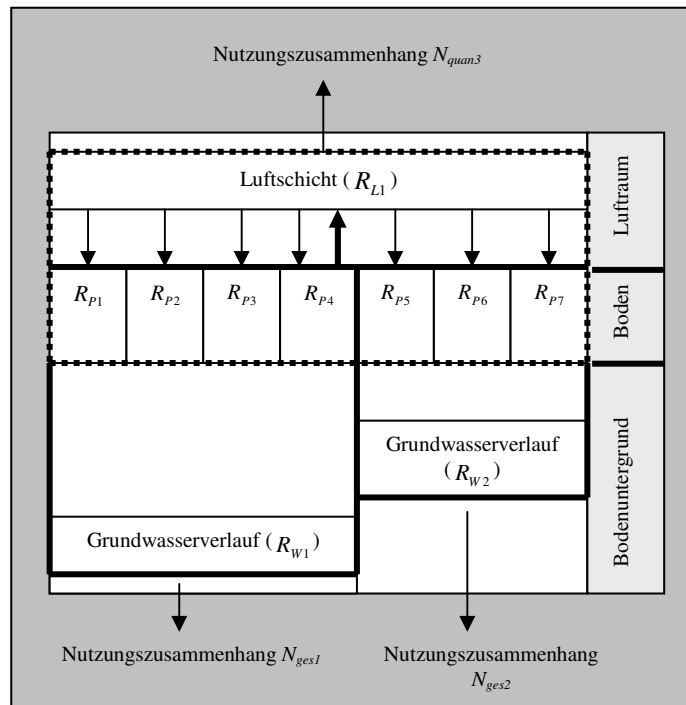 Nutzungszusammenhang N_quan3
Luftschicht ( R_L1 )
Luftraum
R_P1 R_P2 R_P3 R_P4 R_P5 R_P6 R_P7
Boden
Grundwasserverlauf
( R_W2 )
Grundwasserverlauf ( R_W1 )
Bodenuntergrund
Nutzungszusammenhang N_ges1
Nutzungszusammenhang
N_ges2